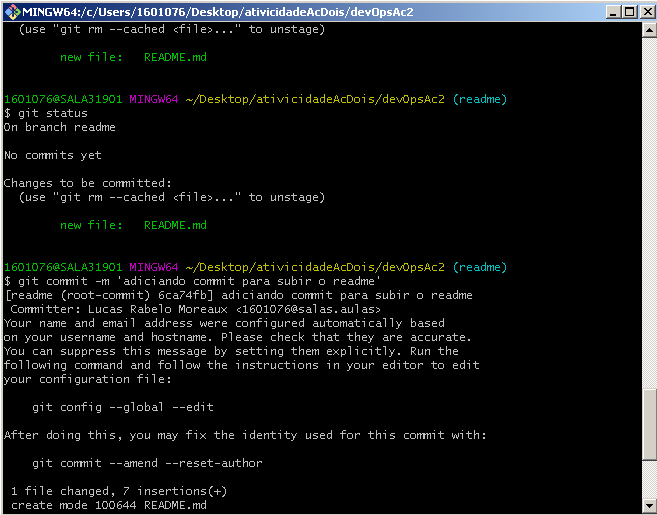 MINGW64:/c/Users/1601076/Desktop/ativicidadeAcDois/devOpsAc2
(use "git rm --cached <file>..." to unstage)
new file:   README.md
1601076@SALA31901 MINGW64 ~/Desktop/ativicidadeAcDois/devOpsAc2 (readme)
$ git status
On branch readme
No commits yet
Changes to be committed:
(use "git rm --cached <file>..." to unstage)
new file:   README.md
1601076@SALA31901 MINGW64 ~/Desktop/ativicidadeAcDois/devOpsAc2 (readme)
$ git commit -m 'adiciando commit para subir o readme'
[readme (root-commit) 6ca74fb] adiciando commit para subir o readme
Committer: Lucas Rabelo Moreaux <1601076@salas.aulas>
Your name and email address were configured automatically based
on your username and hostname. Please check that they are accurate.
You can suppress this message by setting them explicitly. Run the
following command and follow the instructions in your editor to edit
your configuration file:
git config --global --edit
After doing this, you may fix the identity used for this commit with:
git commit --amend --reset-author
1 file changed, 7 insertions(+)
create mode 100644 README.md